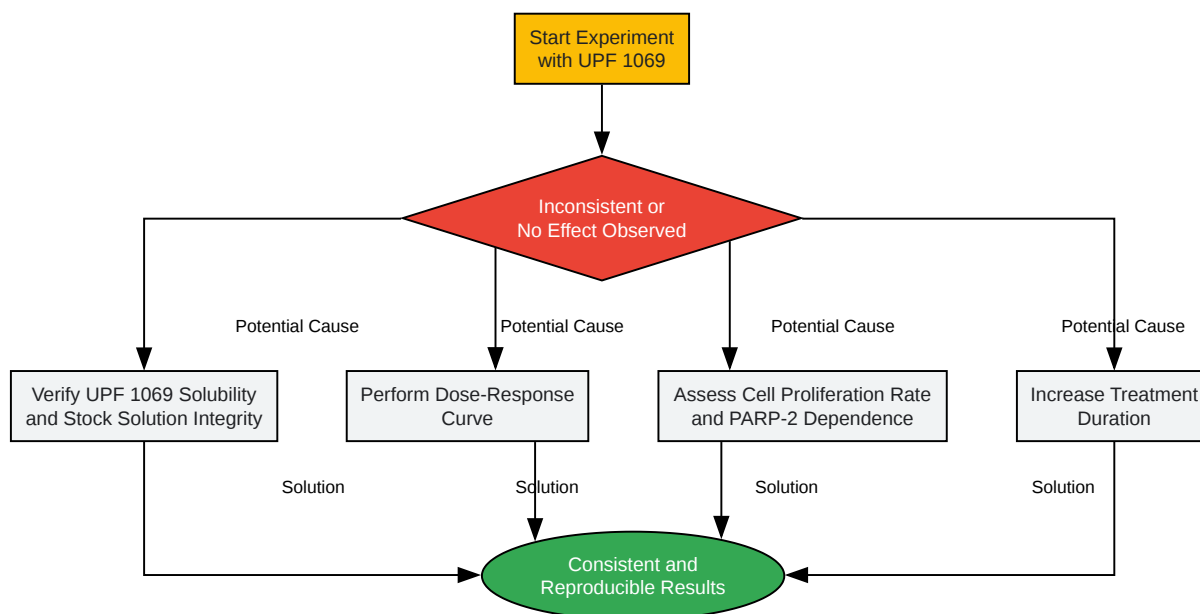 Start Experiment
with UPF 1069
Inconsistent or
No Effect Observed
Potential Cause
Potential Cause
Potential Cause
Potential Cause
Verify UPF 1069 Solubility
and Stock Solution Integrity
Perform Dose-Response
Curve
Assess Cell Proliferation Rate
and PARP-2 Dependence
Increase Treatment
Duration
Solution
Solution
Solution
Solution
Consistent and
Reproducible Results